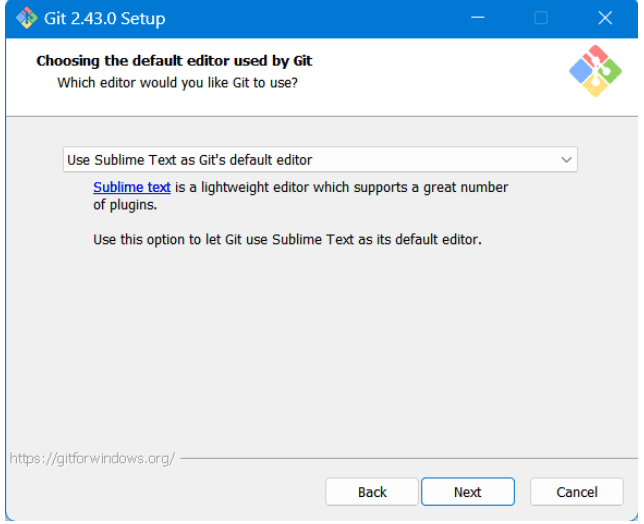 Git 2.43.0 Setup
Choosing the default editor used by Git
Which editor would you like Git to use?
Use Sublime Text as Git's default editor
Sublime text is a lightweight editor which supports a great number
of plugins.
Use this option to let Git use Sublime Text as its default editor.
https://gitforwindows.org/
Back Next Cancel